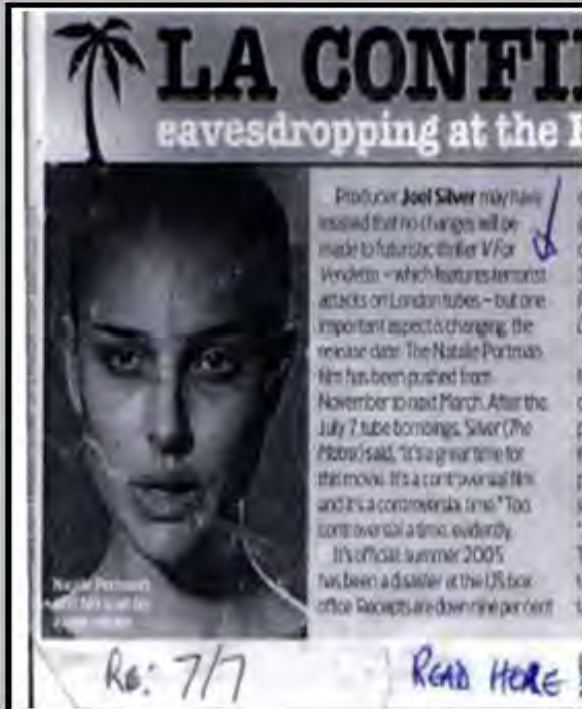 LA CONFI
eavesdropping at the
Producer Joel Silver may have
insisted that no changes will be
made to futuristic thriller V For
Vendetta – which features terrorist
attacks on London tubes – but one
important aspect is changing, the
release date. The Natalie Portman
film has been pushed from
November to next March. After the
July 7 tube bombings, Silver (The
Matrix) said, "It's a great time for
this movie. It's a controversial film
and it's a controversial time." Too
controversial a time, evidently.
It's official: summer 2005
has been a disaster at the US box
office. Receipts are down nine per cent
Natalie Portman
Re: 7/7
READ HERE